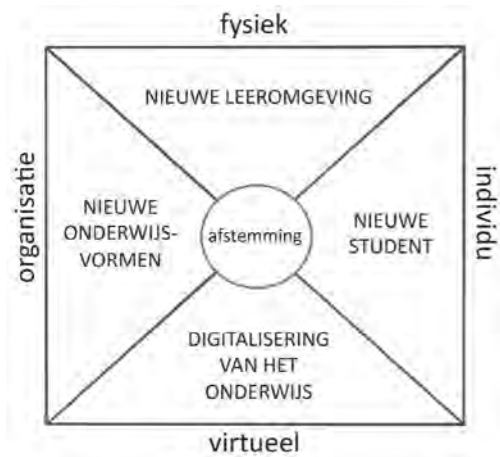 fysiek
NIEUWE LEEROMGEVING
organisatie
NIEUWE
ONDERWIJS-
VORMEN
afstemming
NIEUWE
STUDENT
individu
DIGITALISERING
VAN HET
ONDERWIJS
virtueel